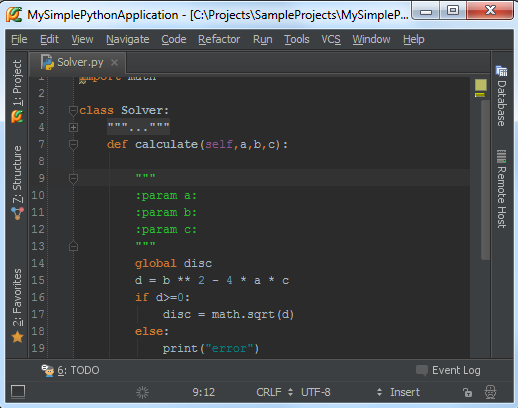 MySimplePythonApplication - [C:\Projects\SampleProjects\MySimpleP...
File Edit View Navigate Code Refactor Run Tools VCS Window Help
Solver.py
1: Project
7: Structure
2: Favorites
1 import math
2
3 class Solver:
4 """..."""
7 def calculate(self,a,b,c):
8
9 """
10 :param a:
11 :param b:
12 :param c:
13 """
14 global disc
15 d = b ** 2 - 4 * a * c
16 if d>=0:
17 disc = math.sqrt(d)
18 else:
19 print("error")
Database
Remote Host
6: TODO
Event Log
9:12 CRLF UTF-8 Insert